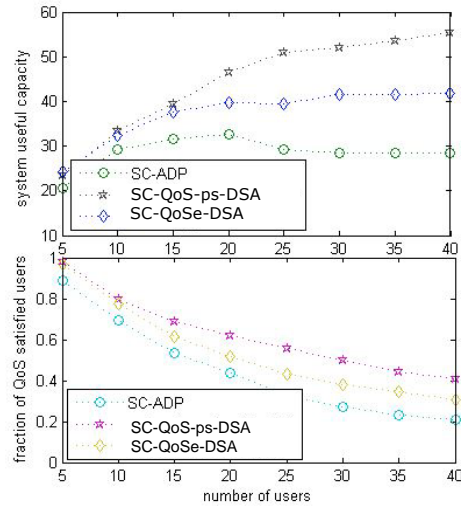 system useful capacity
60
50
40
30
20
10
SC-ADP
SC-QoS-ps-DSA
SC-QoSe-DSA
5 10 15 20 25 30 35 40
fraction of QoS satisfied users
1
0.8
0.6
0.4
0.2
0
SC-ADP
SC-QoS-ps-DSA
SC-QoSe-DSA
5 10 15 20 25 30 35 40
number of users